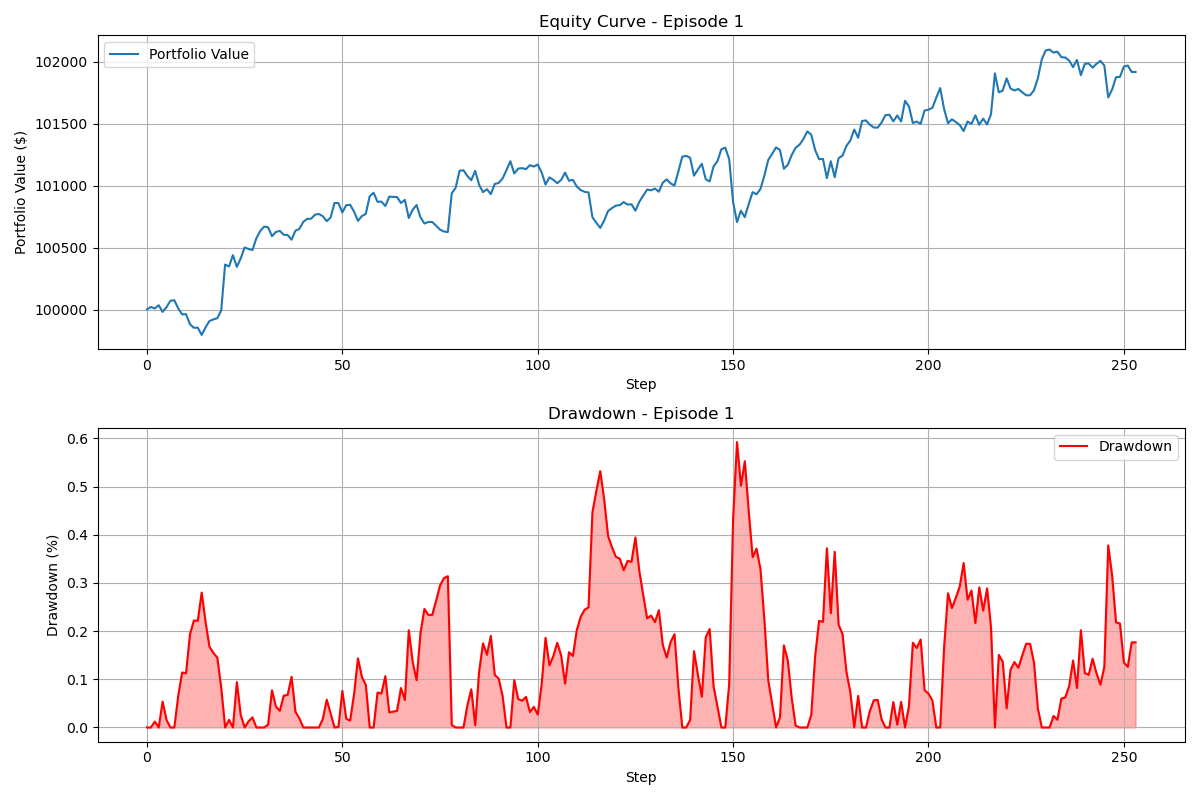 Equity Curve - Episode 1
Portfolio Value
Portfolio Value ($)
102000
101500
101000
100500
100000
0 50 100 150 200 250
Step
Drawdown - Episode 1
Drawdown
Drawdown (%)
0.6
0.5
0.4
0.3
0.2
0.1
0.0
0 50 100 150 200 250
Step